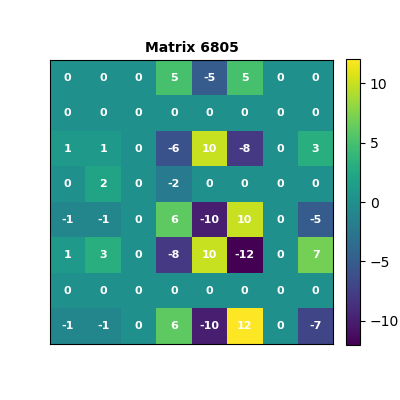 Matrix 6805
0 0 0 5 -5 5 0 0
0 0 0 0 0 0 0 0
1 1 0 -6 10 -8 0 3
0 2 0 -2 0 0 0 0
-1 -1 0 6 -10 10 0 -5
1 3 0 -8 10 -12 0 7
0 0 0 0 0 0 0 0
-1 -1 0 6 -10 12 0 -7
10
5
0
−5
−10